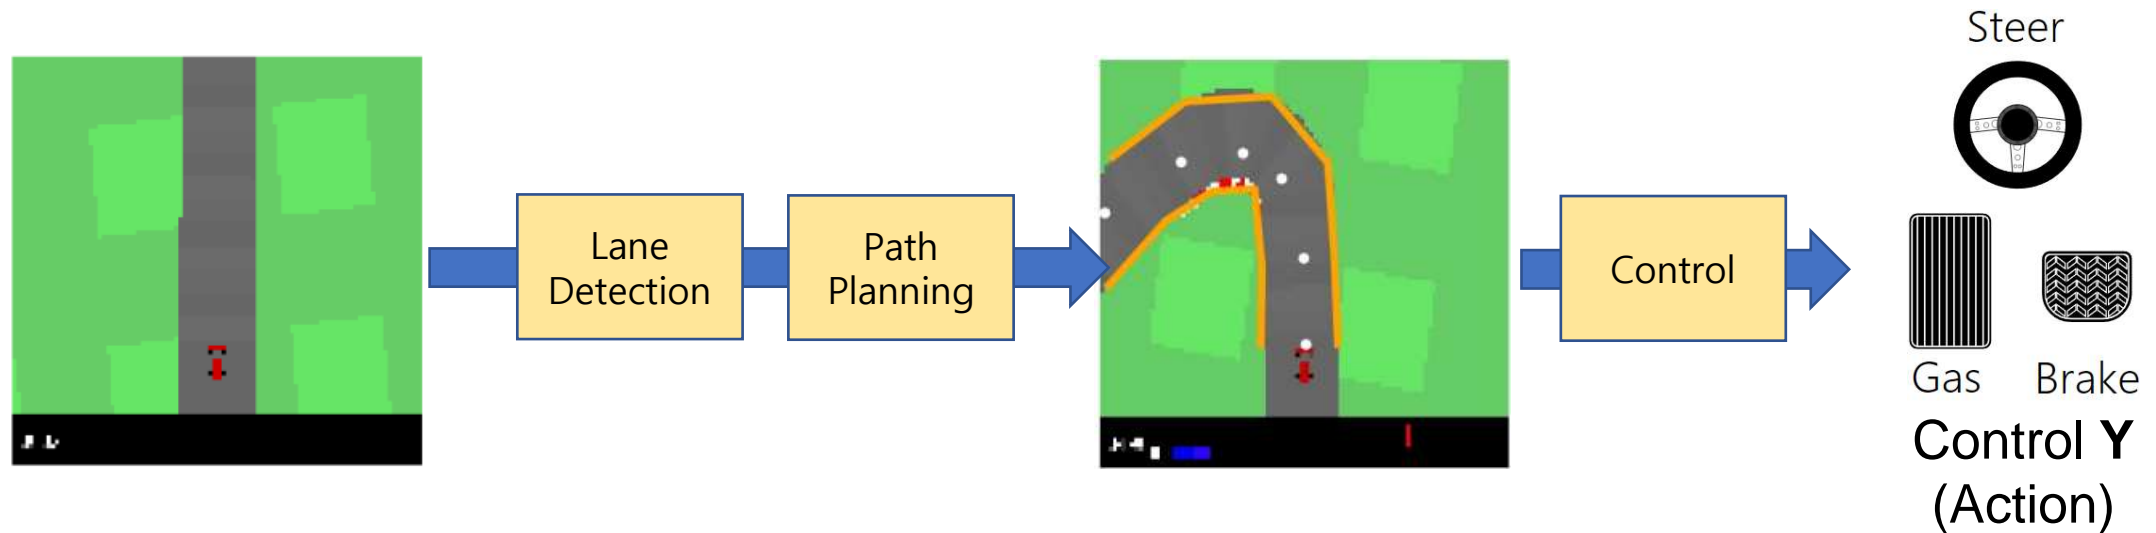 Steer
Lane
Detection
Path
Planning
Control
Gas
Brake
Control Y
(Action)